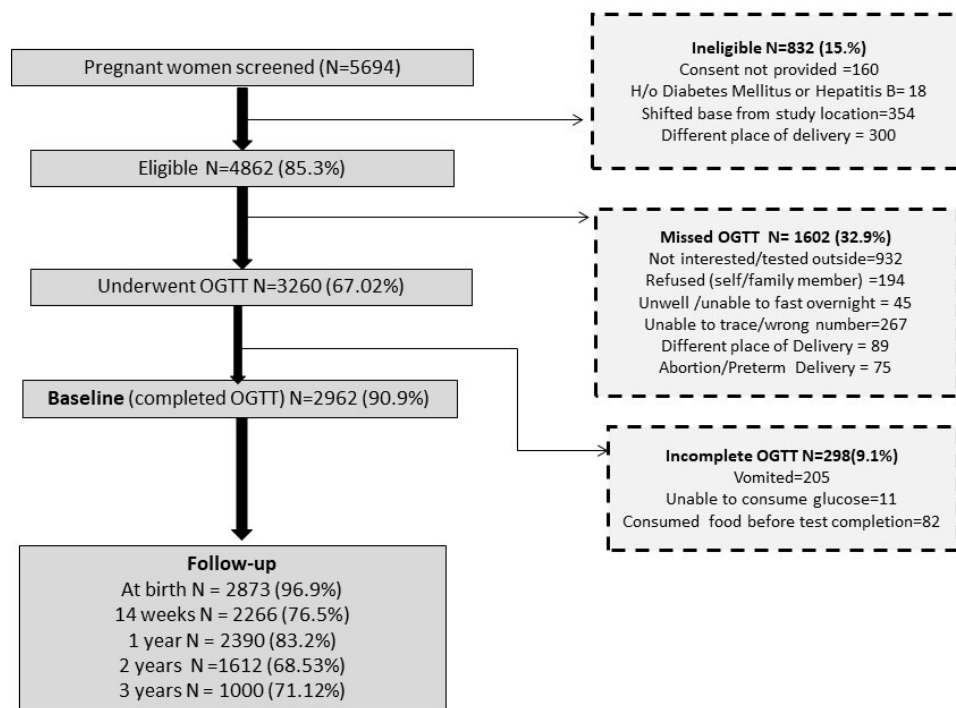 Pregnant women screened (N=5694)
Ineligible N=832 (15.%)
Consent not provided =160
H/o Diabetes Mellitus or Hepatitis B= 18
Shifted base from study location=354
Different place of delivery = 300
Eligible N=4862 (85.3%)
Missed OGTT N= 1602 (32.9%)
Not interested/tested outside=932
Refused (self/family member) =194
Unwell /unable to fast overnight = 45
Unable to trace/wrong number=267
Different place of Delivery = 89
Abortion/Preterm Delivery = 75
Underwent OGTT N=3260 (67.02%)
Baseline (completed OGTT) N=2962 (90.9%)
Incomplete OGTT N=298(9.1%)
Vomited=205
Unable to consume glucose=11
Consumed food before test completion=82
Follow-up
At birth N = 2873 (96.9%)
14 weeks N = 2266 (76.5%)
1 year N = 2390 (83.2%)
2 years N =1612 (68.53%)
3 years N = 1000 (71.12%)